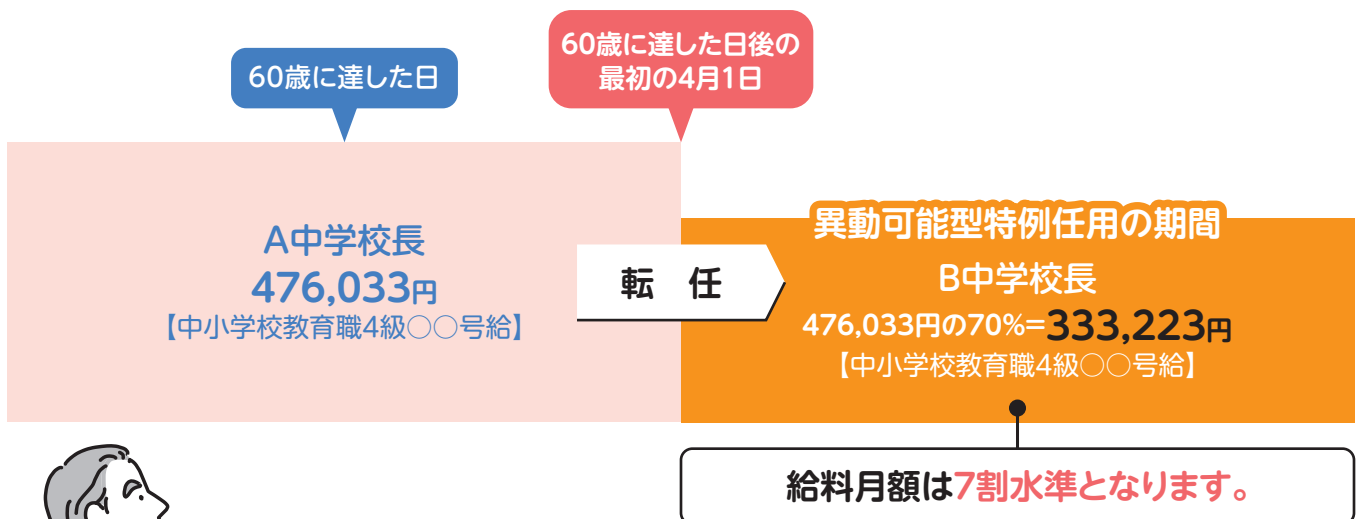 60歳に達した日
60歳に達した日後の
最初の4月1日
A中学校長
476,033円
【中小学校教育職4級○○号給】
転 任
異動可能型特例任用の期間
B中学校長
476,033円の70%=333,223円
【中小学校教育職4級○○号給】
給料月額は7割水準となります。